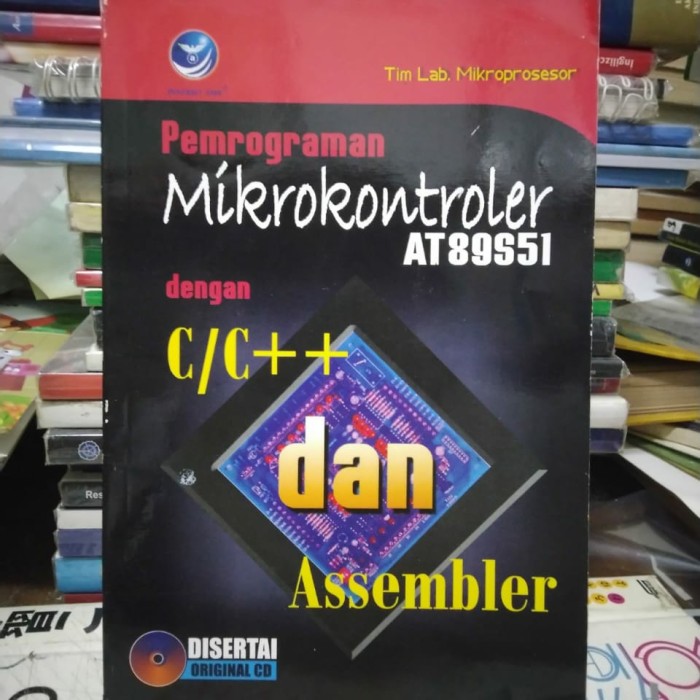 Tim Lab. Mikroprosesor
Pemrograman
Mikrokontroler
AT89S51
dengan
C/C++
dan
Assembler
DISERTAI
ORIGINAL CD